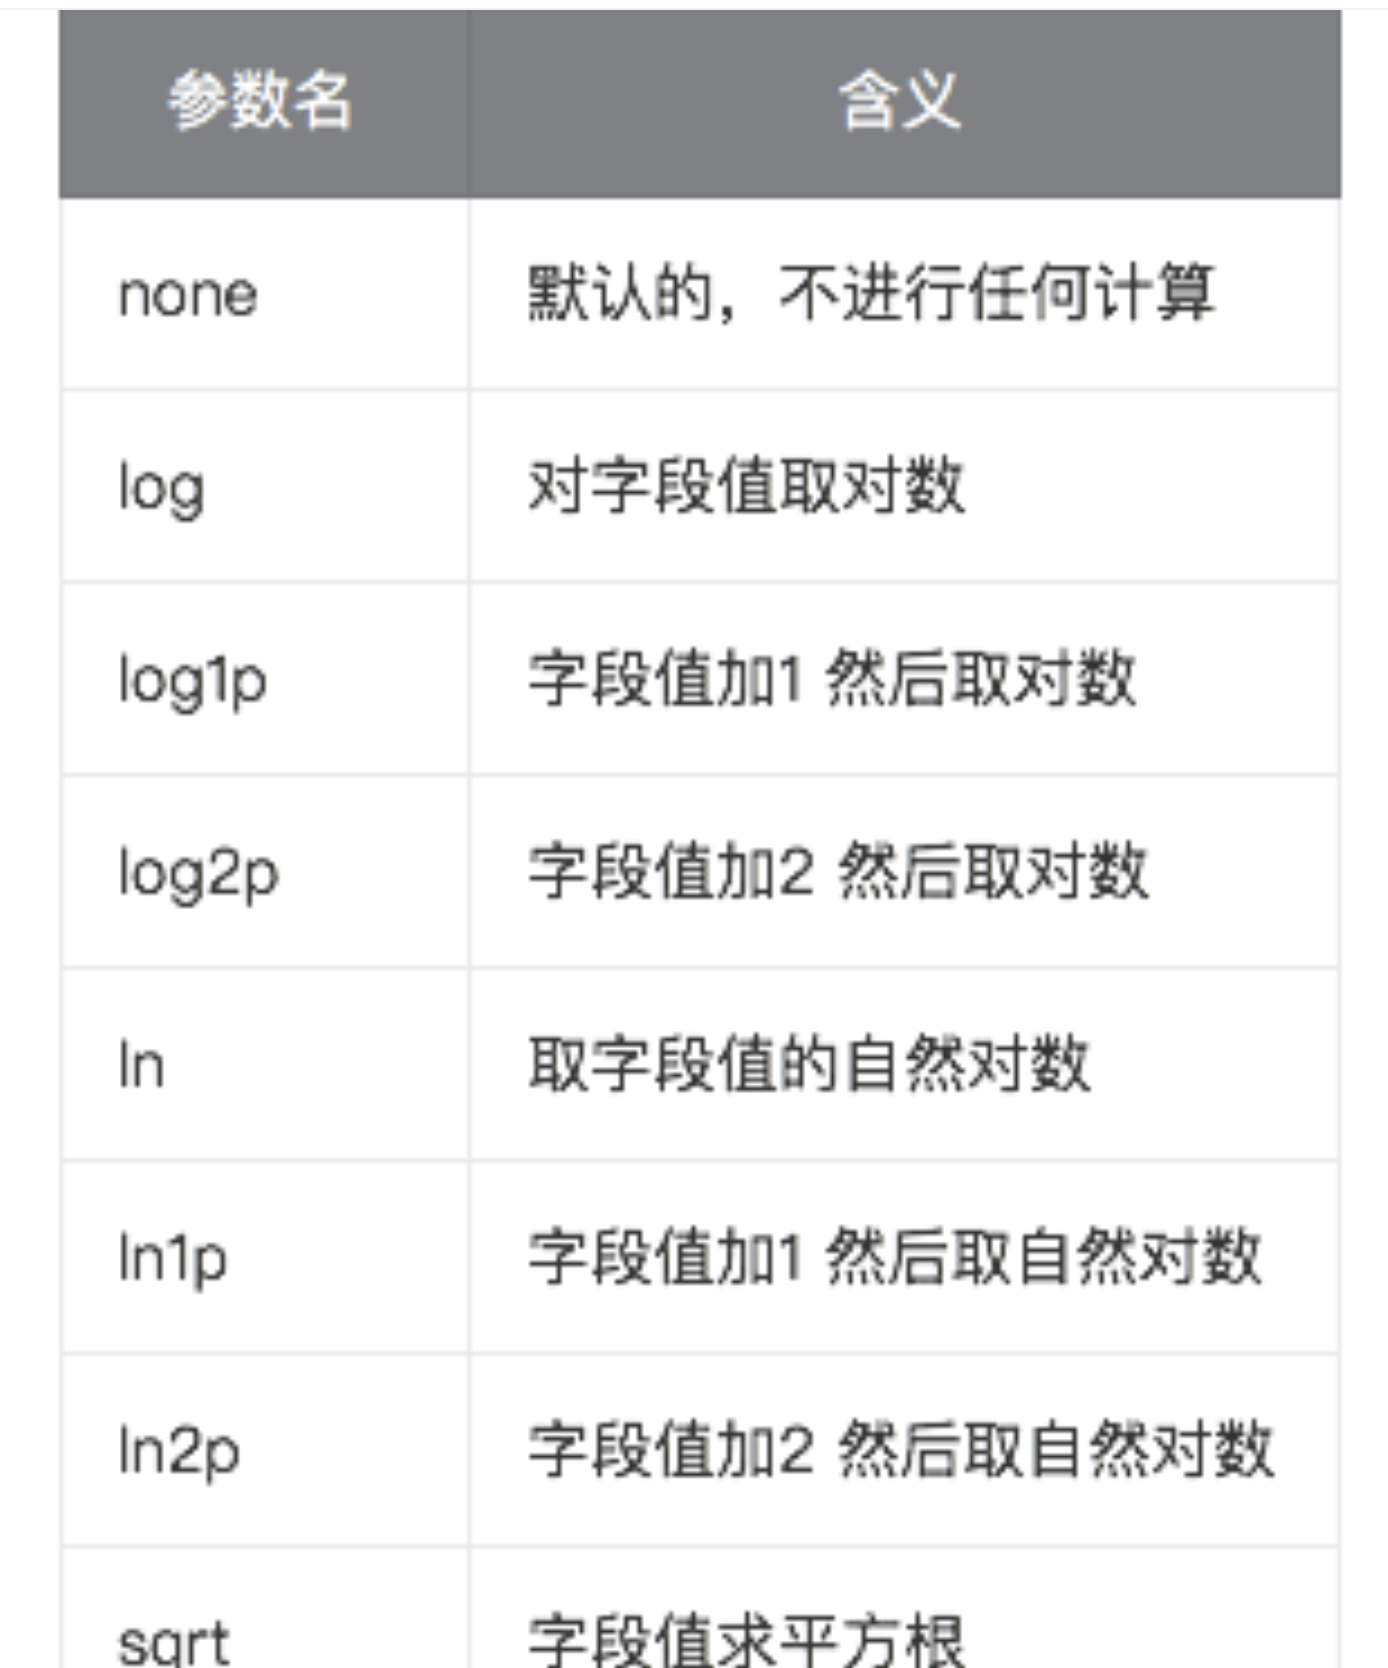 参数名 含义
none 默认的，不进行任何计算
log 对字段值取对数
log1p 字段值加1 然后取对数
log2p 字段值加2 然后取对数
ln 取字段值的自然对数
ln1p 字段值加1 然后取自然对数
ln2p 字段值加2 然后取自然对数
sqrt 字段值求平方根